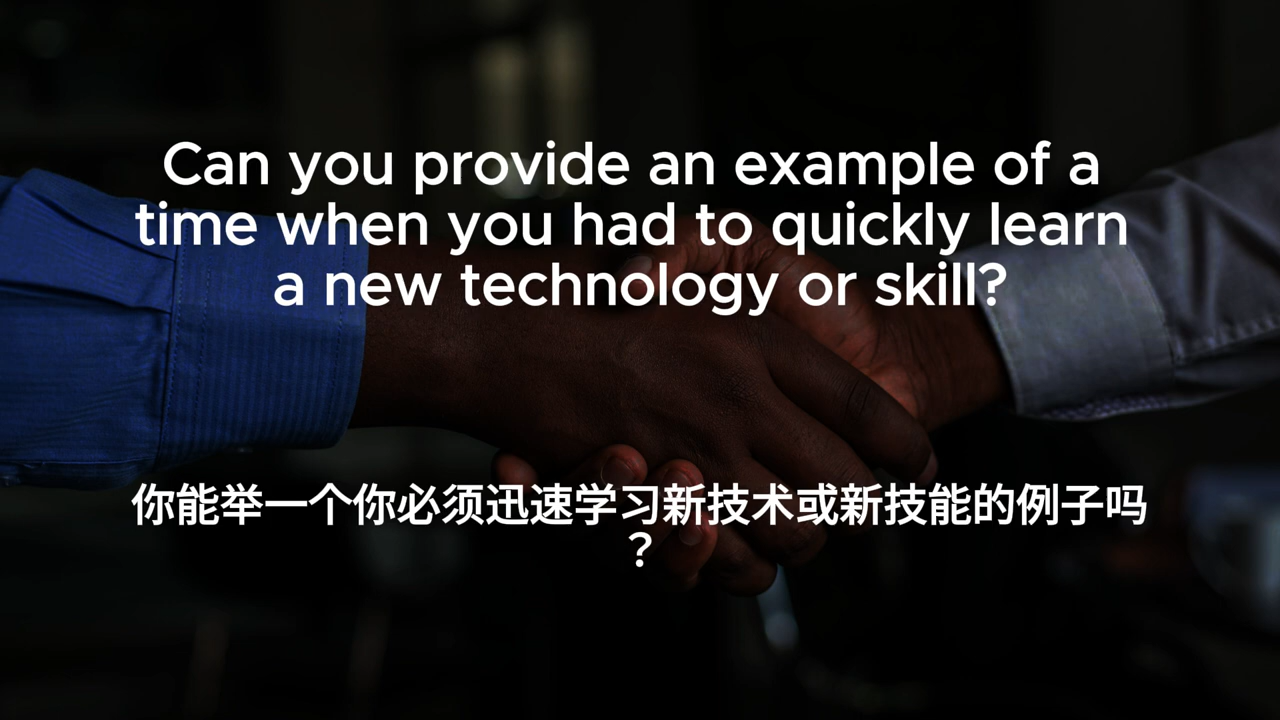 Can you provide an example of a
time when you had to quickly learn
a new technology or skill?
你能举一个你必须迅速学习新技术或新技能的例子吗
？